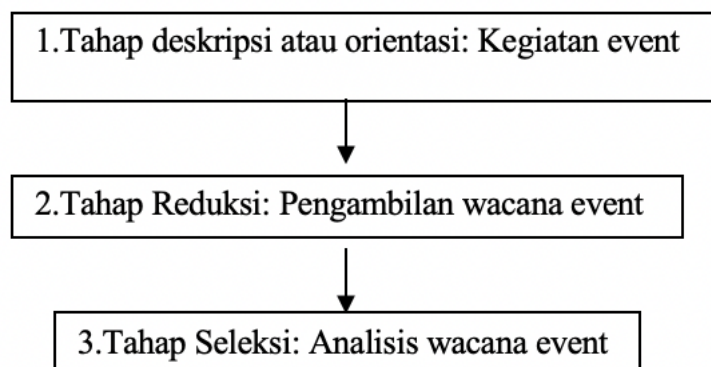 1.Tahap deskripsi atau orientasi: Kegiatan event
2.Tahap Reduksi: Pengambilan wacana event
3.Tahap Seleksi: Analisis wacana event